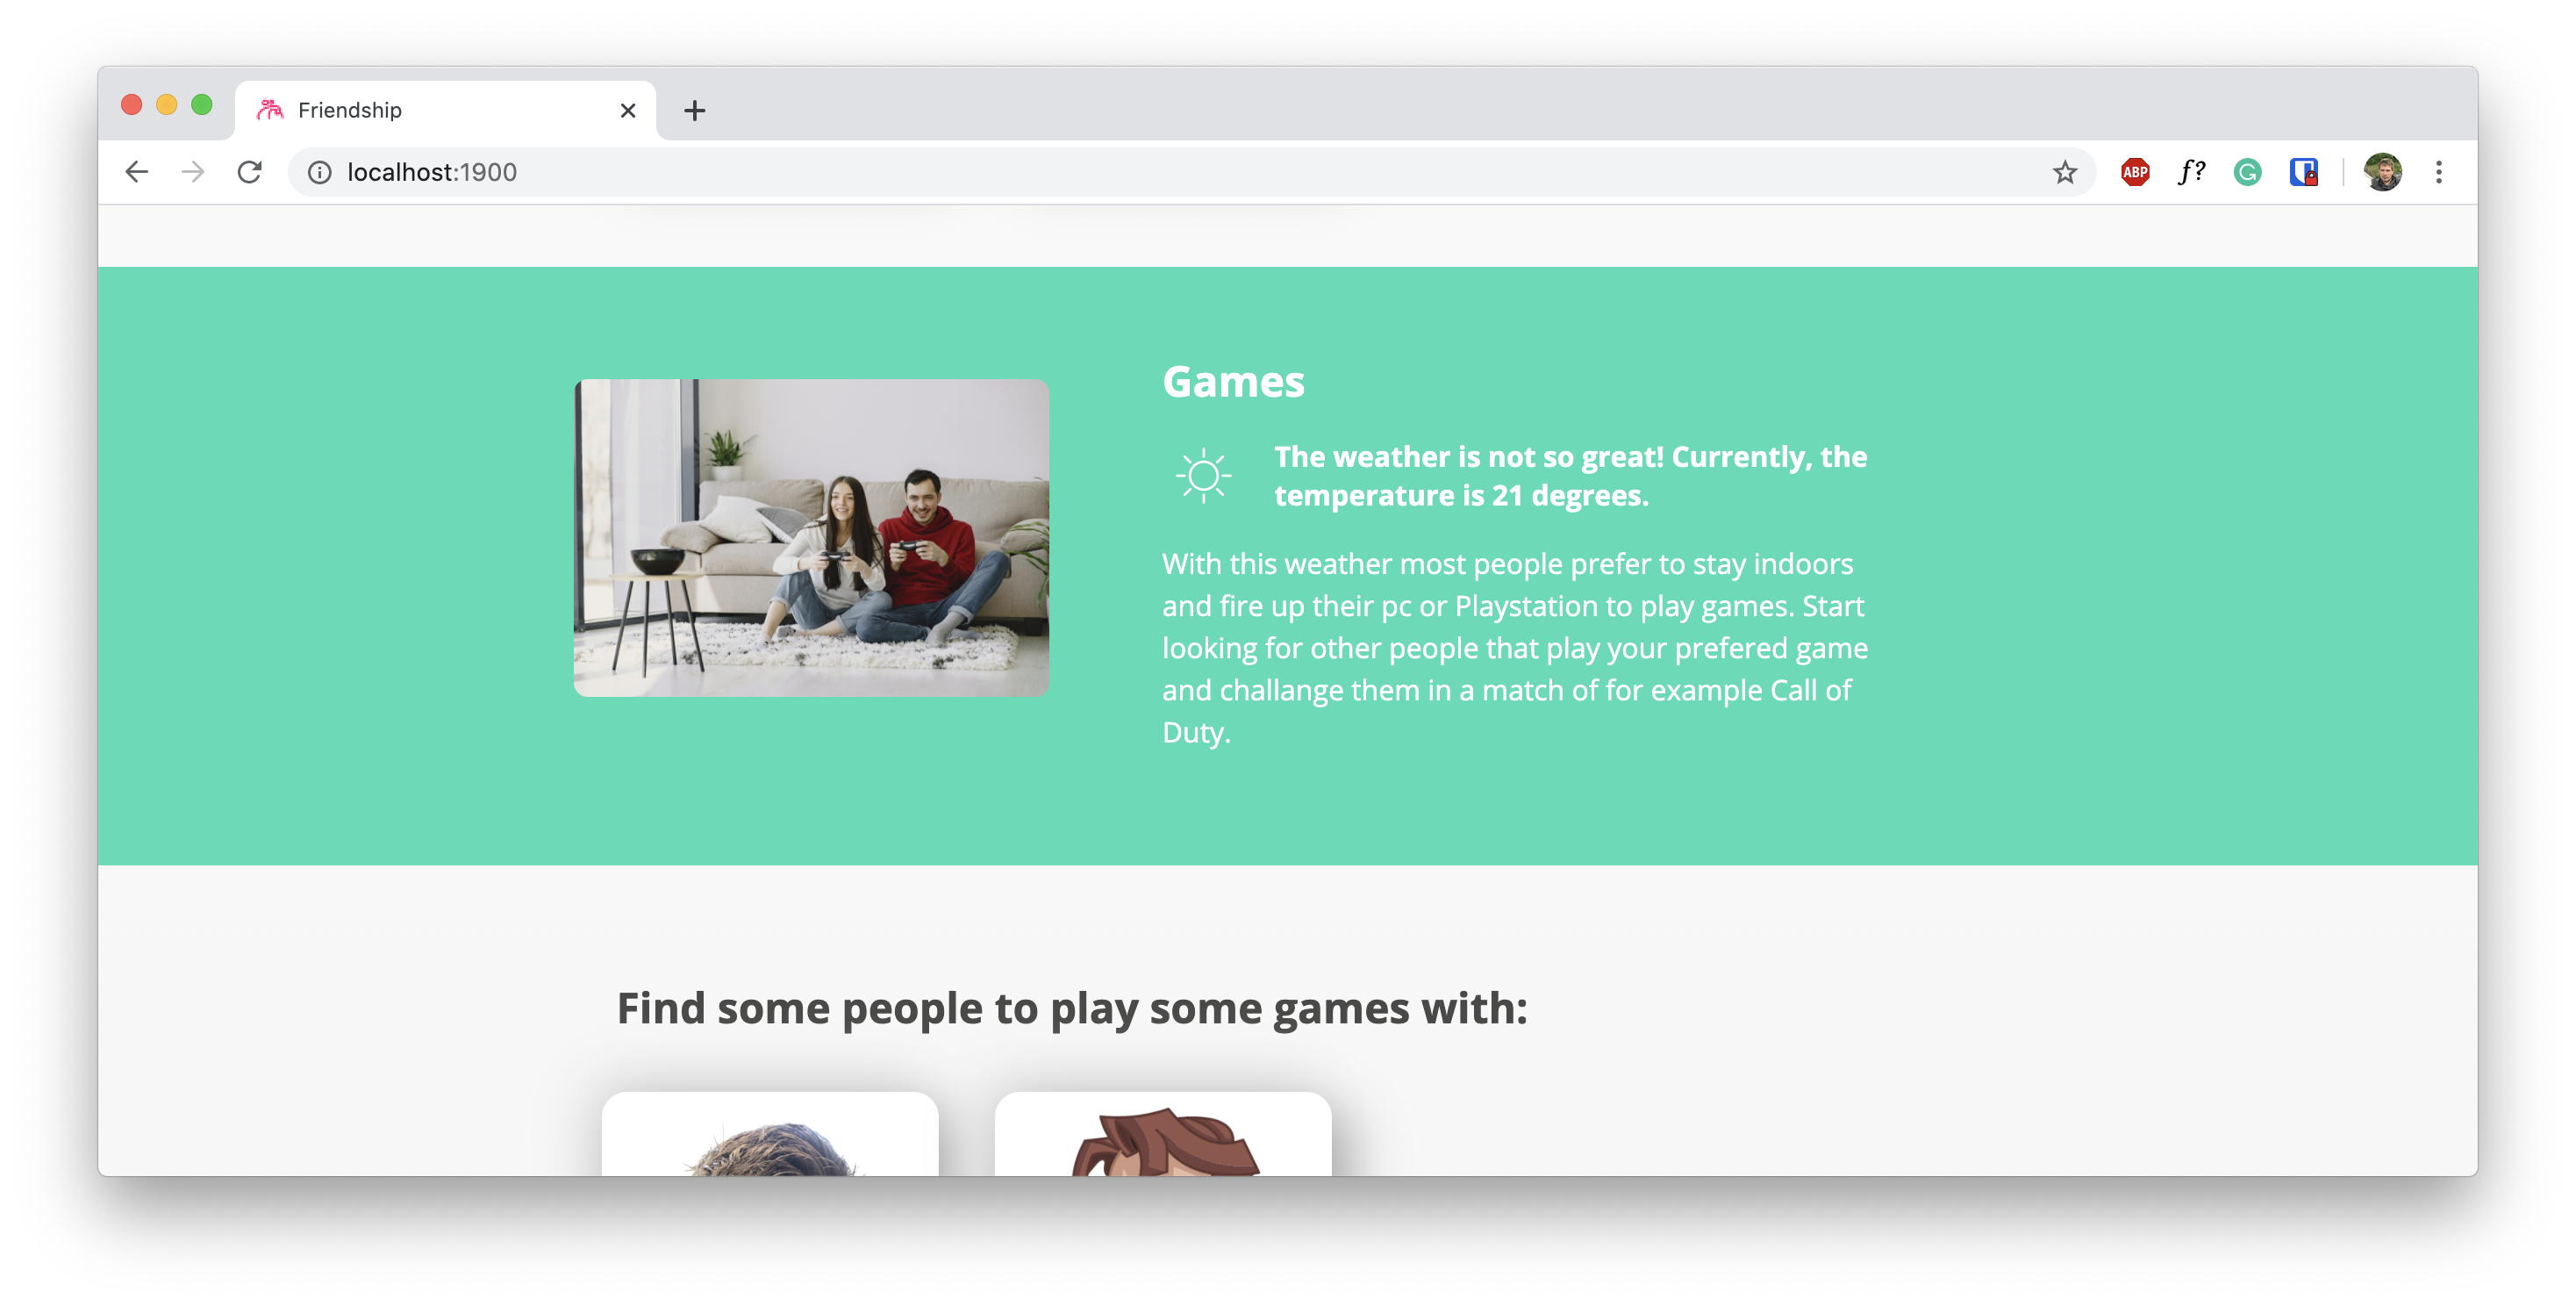 Friendship
localhost:1900
ABP
f?
Games
The weather is not so great! Currently, the
temperature is 21 degrees.
With this weather most people prefer to stay indoors
and fire up their pc or Playstation to play games. Start
looking for other people that play your prefered game
and challange them in a match of for example Call of
Duty.
Find some people to play some games with: